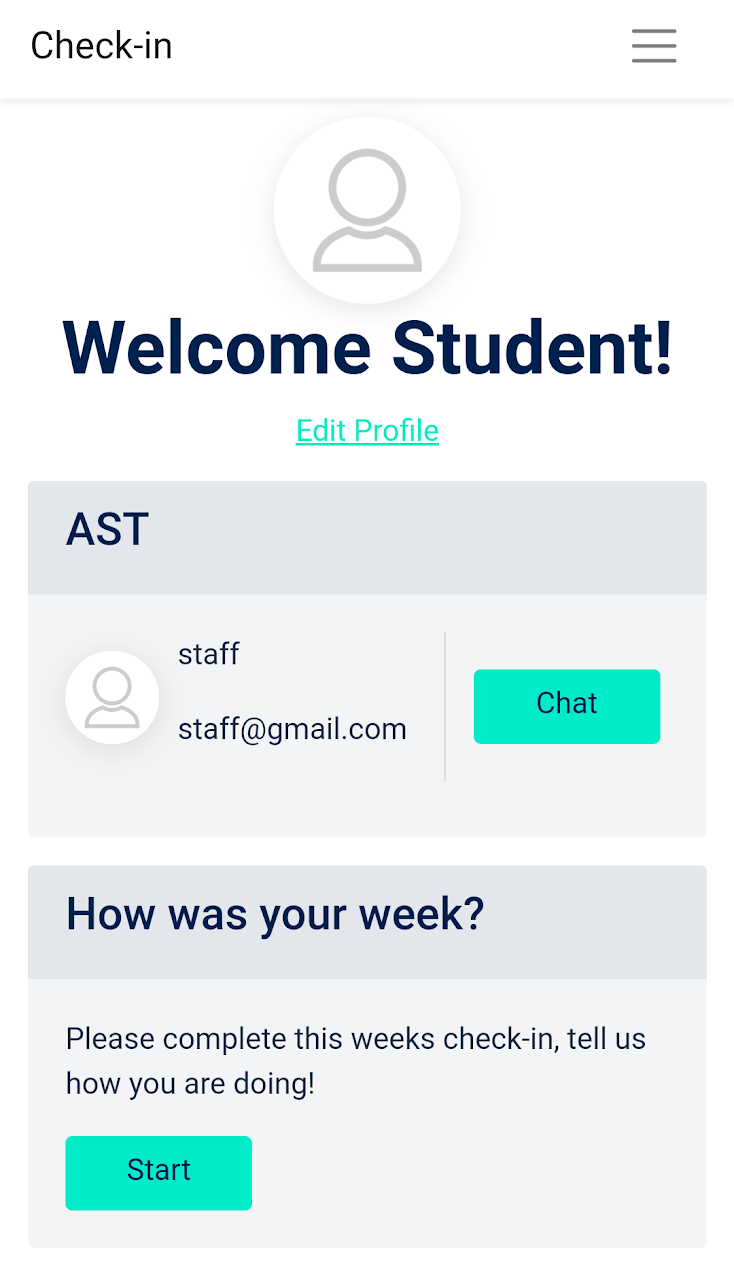 Check-in
Welcome Student!
Edit Profile
AST
staff
staff@gmail.com
Chat
How was your week?
Please complete this weeks check-in, tell us
how you are doing!
Start